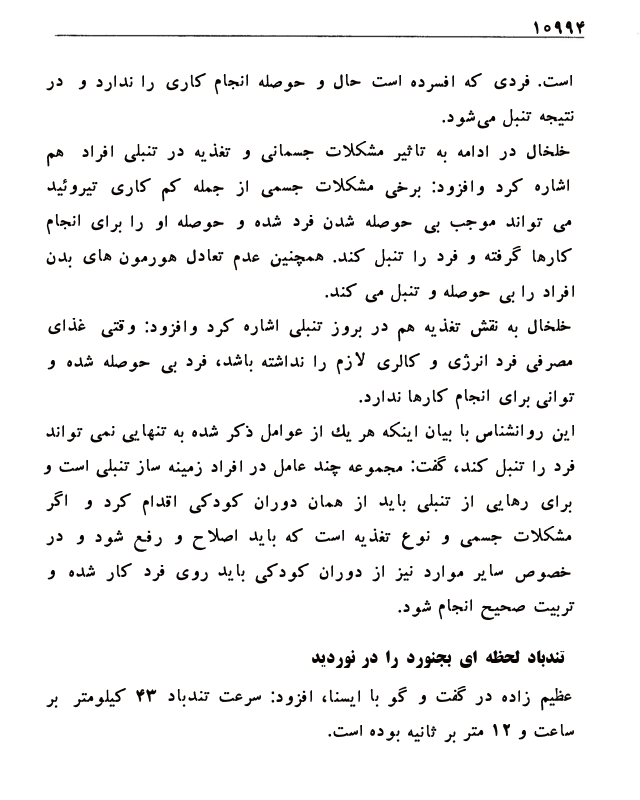 ۱۰۹۹۴
است. فردی که افسرده است حال و حوصله انجام کاری را ندارد و در
نتیجه تنبل می‌شود.
خلخال در ادامه به تاثیر مشکلات جسمانی و تغذیه در تنبلی افراد هم
اشاره کرد وافزود: برخی مشکلات جسمی از جمله کم کاری تیروئید
می تواند موجب بی حوصله شدن فرد شده و حوصله او را برای انجام
کارها گرفته و فرد را تنبل کند. همچنین عدم تعادل هورمون های بدن
افراد را بی حوصله و تنبل می کند.
خلخال به نقش تغذیه هم در بروز تنبلی اشاره کرد وافزود: وقتی غذای
مصرفی فرد انرژی و کالری لازم را نداشته باشد، فرد بی حوصله شده و
توانی برای انجام کارها ندارد.
این روانشناس با بیان اینکه هر یك از عوامل ذکر شده به تنهایی نمی تواند
فرد را تنبل کند، گفت: مجموعه چند عامل در افراد زمینه ساز تنبلی است و
برای رهایی از تنبلی باید از همان دوران کودکی اقدام کرد و اگر
مشکلات جسمی و نوع تغذیه است که باید اصلاح و رفع شود و در
خصوص سایر موارد نیز از دوران کودکی باید روی فرد کار شده و
تربیت صحیح انجام شود.
تندباد لحظه ای بجنورد را در نوردید
عظیم زاده در گفت و گو با ایسنا، افزود: سرعت تندباد ۴۳ کیلومتر بر
ساعت و ۱۲ متر بر ثانیه بوده است.